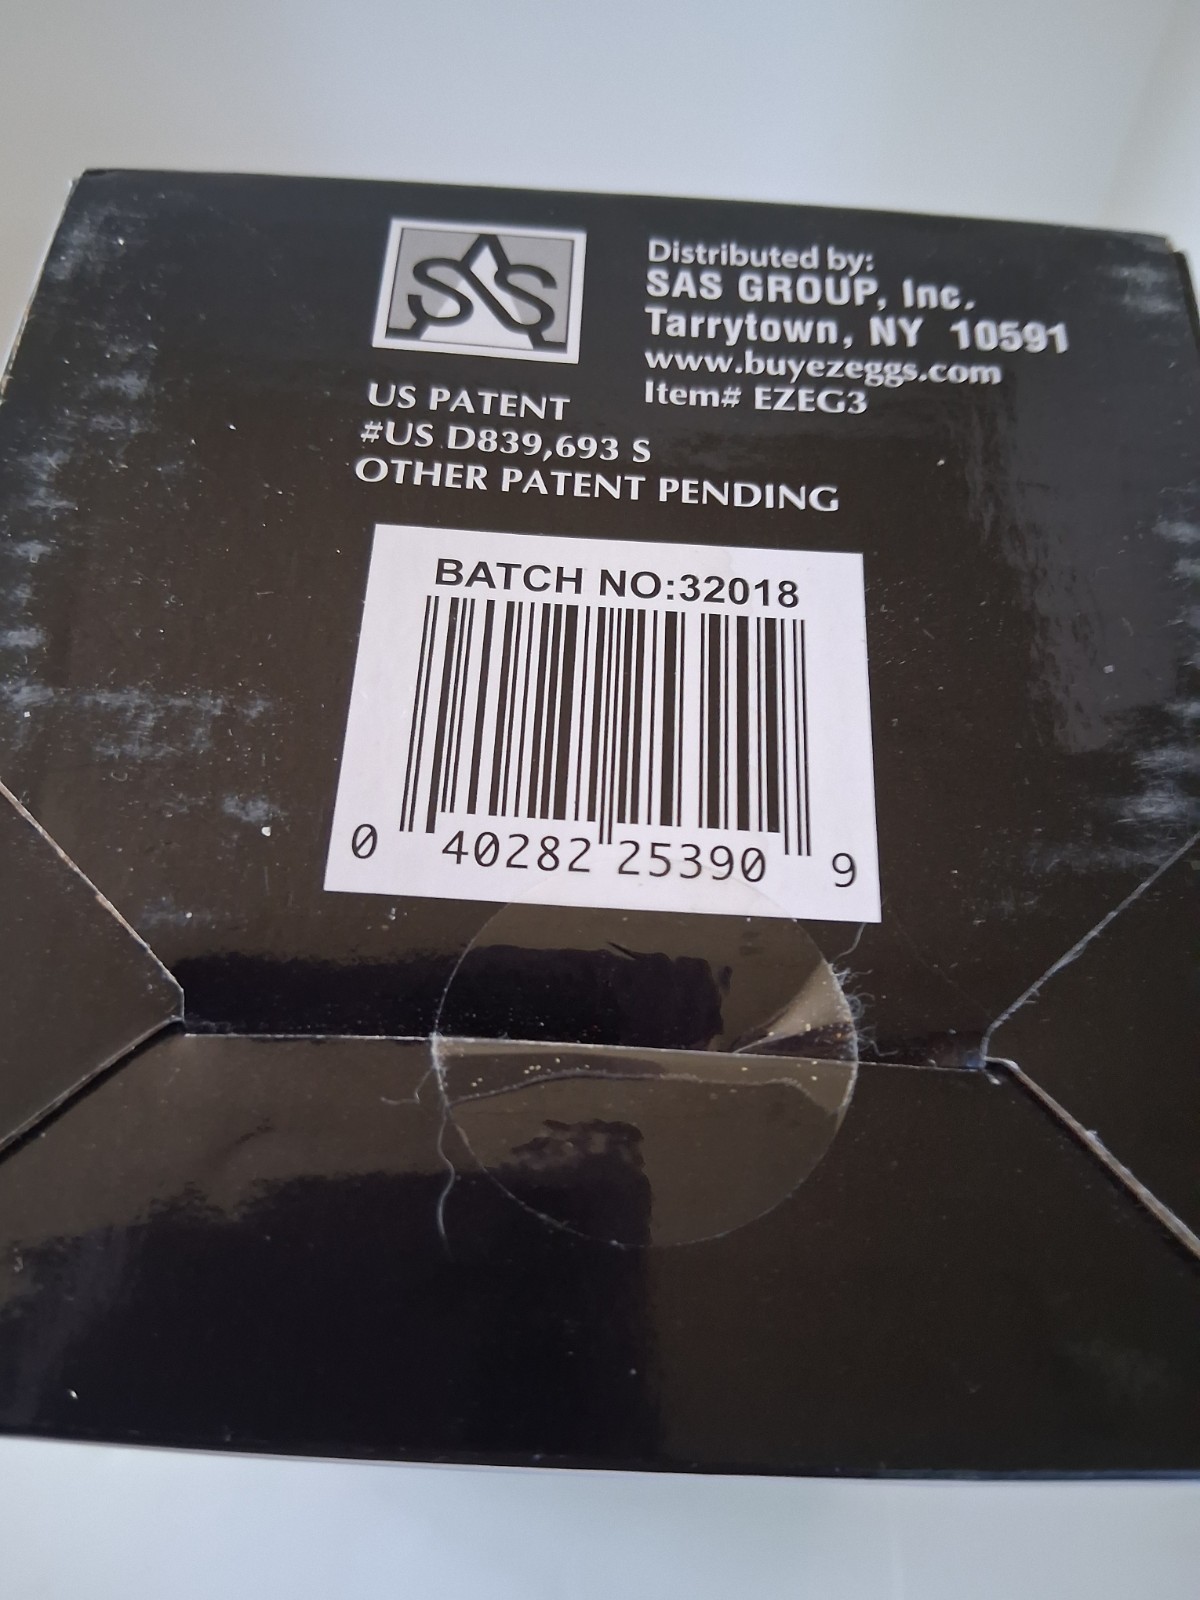 SAS
Distributed by:
SAS GROUP, Inc.
Tarrytown, NY 10591
www.buyezeggs.com
Item# EZEG3
US PATENT
#US D839,693 S
OTHER PATENT PENDING
BATCH NO:32018
0 40282 25390 9